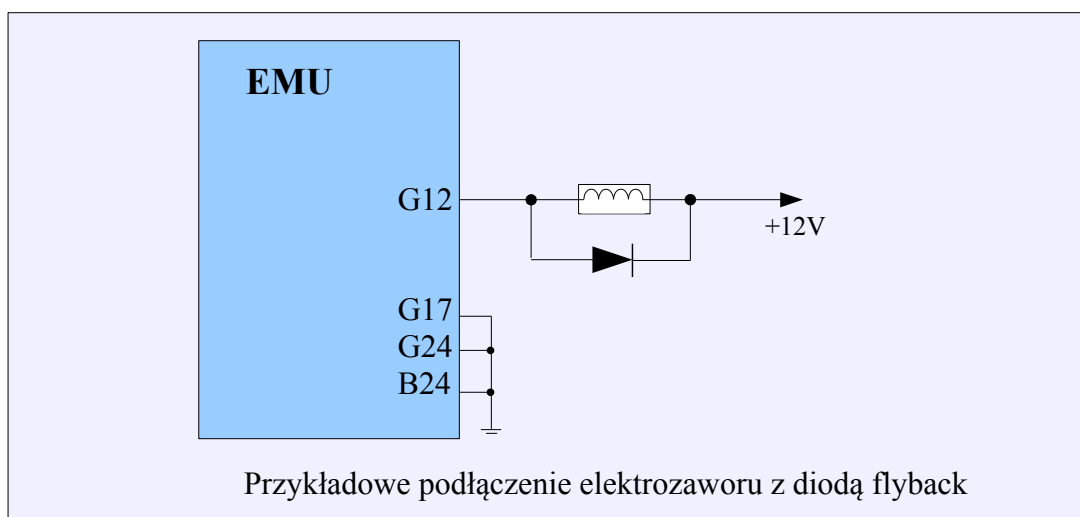 EMU
G12
+12V
G17
G24
B24
Przykładowe podłączenie elektrozaworu z diodą flyback